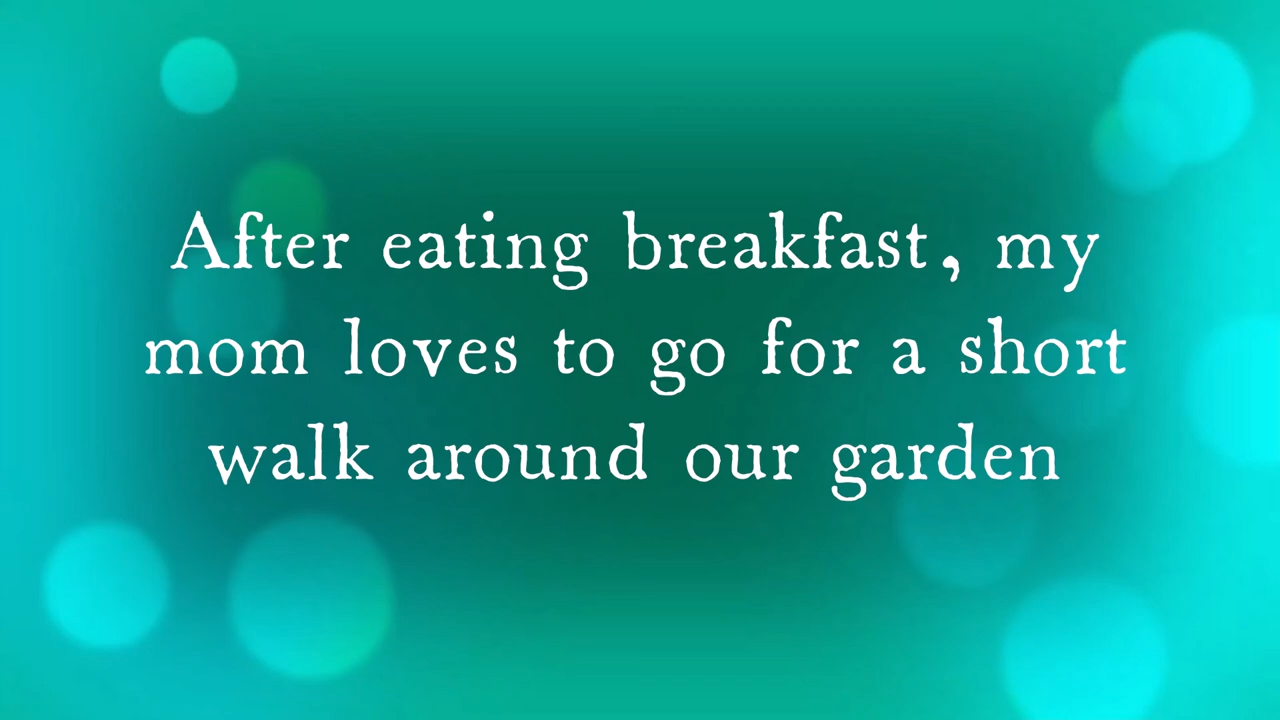 After eating breakfast, my
mom loves to go for a short
walk around our garden